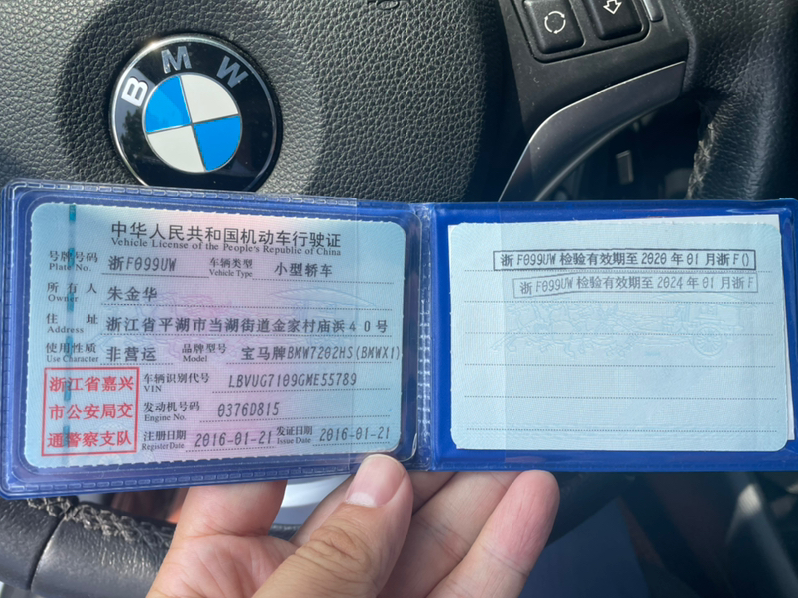 BMW
中华人民共和国机动车行驶证
Vehicle License of the People's Republic of China
号牌号码 Plate No. 浙F099UW 车辆类型 Vehicle Type 小型轿车
所有人 Owner 朱金华
住址 Address 浙江省平湖市当湖街道金家村庙浜40号
使用性质 Use Character 非营运 品牌型号 Model 宝马牌BMW7202HS(BMWX1)
浙江省嘉兴
市公安局交
通警察支队
车辆识别代号 VIN LBVUG7109GME55789
发动机号码 Engine No. 0376D815
注册日期 Register Date 2016-01-21 发证日期 Issue Date 2016-01-21
浙F099UW 检验有效期至2020年01月浙F()
浙F099UW 检验有效期至2024年01月浙F